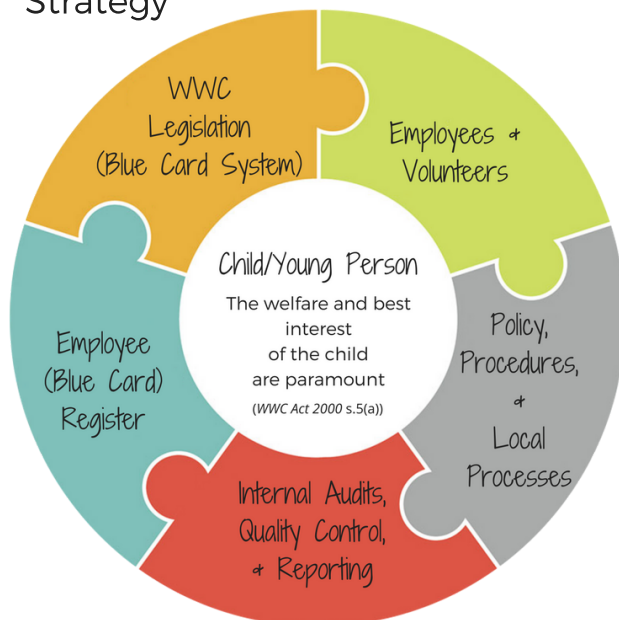 Strategy
WWC
Legislation
(Blue Card System)
Employees &
Volunteers
Child/Young Person
The welfare and best
interest
of the child
are paramount
(WWC Act 2000 s.5(a))
Policy,
Procedures,
&
Local
Processes
Employee
(Blue Card)
Register
Internal Audits,
Quality Control,
& Reporting